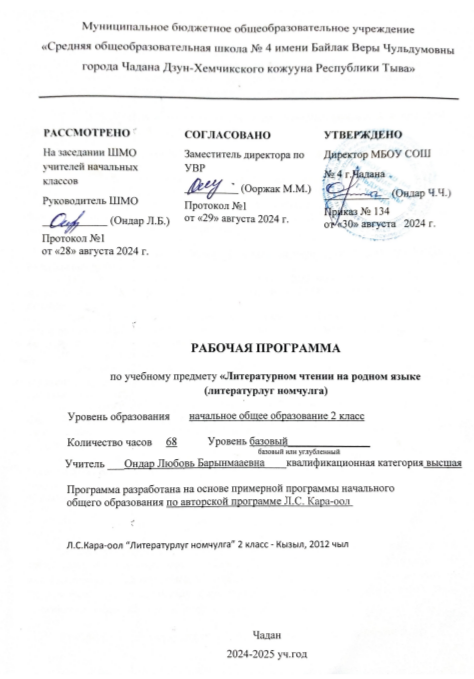 Муниципальное бюджетное общеобразовательное учреждение
«Средняя общеобразовательная школа № 4 имени Байлак Веры Чульдумовны
города Чадана Дзун-Хемчикского кожууна Республики Тыва»
РАССМОТРЕНО
На заседании ШМО
учителей начальных
классов
Руководитель ШМО
(Ондар Л.Б.)
Протокол №1
от «28» августа 2024 г.
СОГЛАСОВАНО
Заместитель директора по
УВР
(Ооржак М.М.)
Протокол №1
от «29» августа 2024 г.
УТВЕРЖДЕНО
Директор МБОУ СОШ
№ 4 г.Чадана
(Ондар Ч.Ч.)
Приказ № 134
от «30» августа 2024 г.
РАБОЧАЯ ПРОГРАММА
по учебному предмету «Литературном чтении на родном языке
(литературлуг номчулга)
Уровень образования начальное общее образование 2 класс
Количество часов 68 Уровень базовый
базовый или углубленный
Учитель Ондар Любовь Барынмааевна квалификационная категория высшая
Программа разработана на основе примерной программы начального
общего образования по авторской программе Л.С. Кара-оол
Л.С.Кара-оол "Литературлуг номчулга" 2 класс - Кызыл, 2012 чыл
Чадан
2024-2025 уч.год